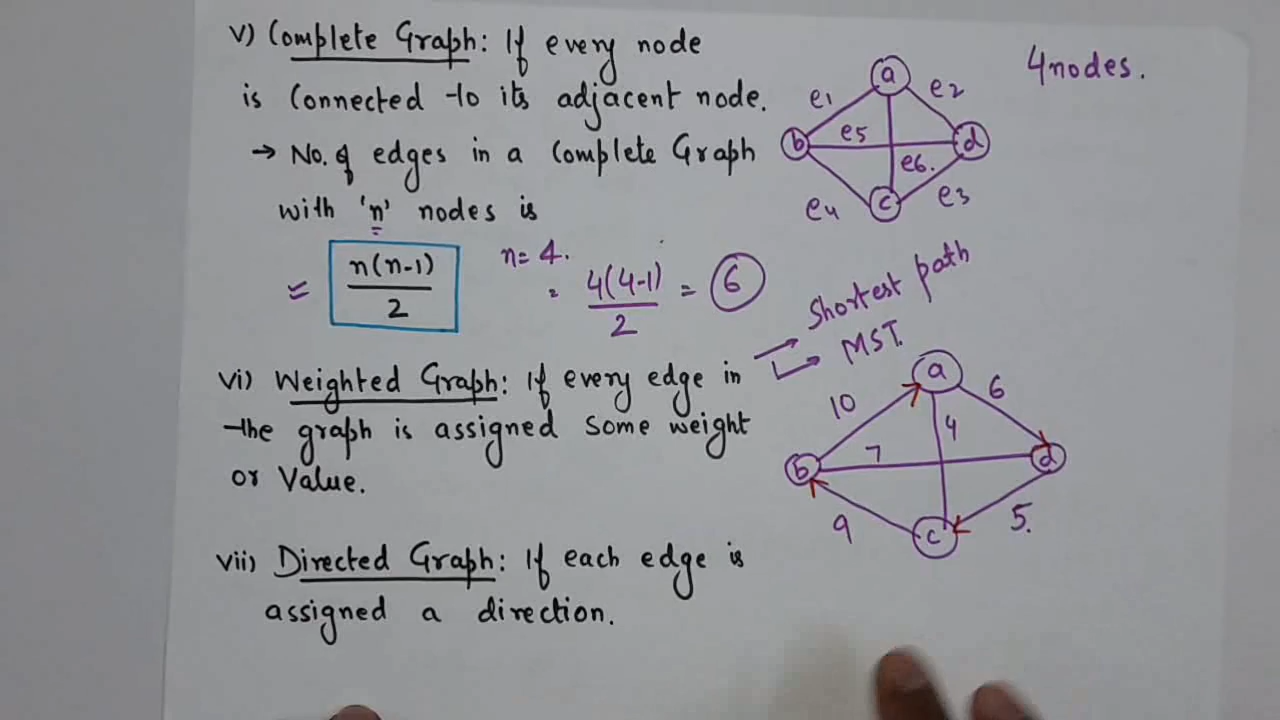 v) Complete Graph: If every node
is Connected to its adjacent node.
→ No. of edges in a Complete Graph
with 'n' nodes is
= n(n-1)
2
n= 4.
= 4(4-1) = 6
2
4nodes.
a
e1
e2
b
e5
d
e6.
e4
c
e3
Shortest path
MST.
vi) Weighted Graph: If every edge in
the graph is assigned Some weight
or Value.
a
10
6
4
b
7
d
9
c
5.
vii) Directed Graph: If each edge is
assigned a direction.